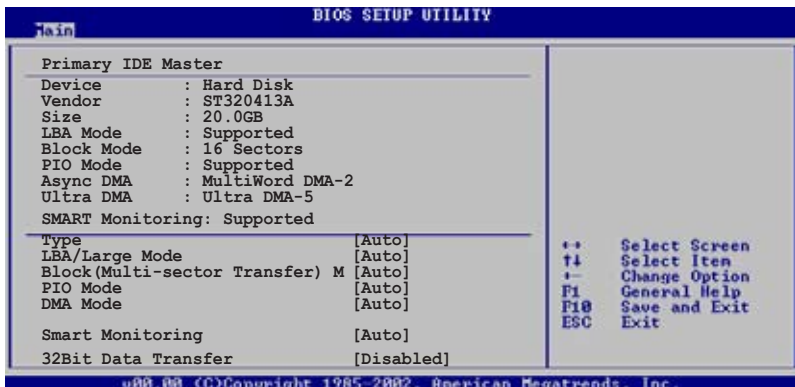 BIOS SETUP UTILITY
Main
Primary IDE Master
Device : Hard Disk
Vendor : ST320413A
Size : 20.0GB
LBA Mode : Supported
Block Mode : 16 Sectors
PIO Mode : Supported
Async DMA : MultiWord DMA-2
Ultra DMA : Ultra DMA-5
SMART Monitoring: Supported
Type [Auto]
LBA/Large Mode [Auto]
Block(Multi-sector Transfer) M [Auto]
PIO Mode [Auto]
DMA Mode [Auto]
Smart Monitoring [Auto]
32Bit Data Transfer [Disabled]
↔ Select Screen
↑↓ Select Item
+- Change Option
F1 General Help
F10 Save and Exit
ESC Exit
v00.00 (C)Copyright 1985-2002, American Megatrends, Inc.